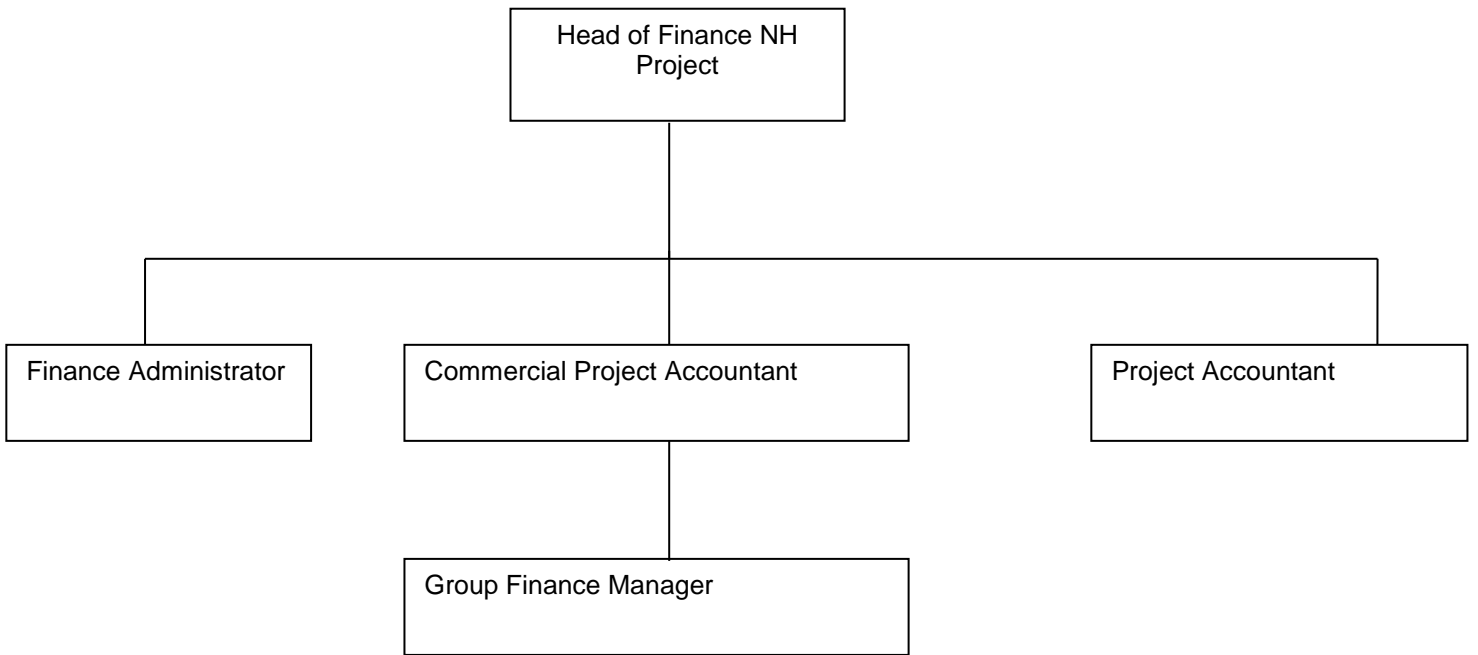 Head of Finance NH
Project
Finance Administrator
Commercial Project Accountant
Project Accountant
Group Finance Manager